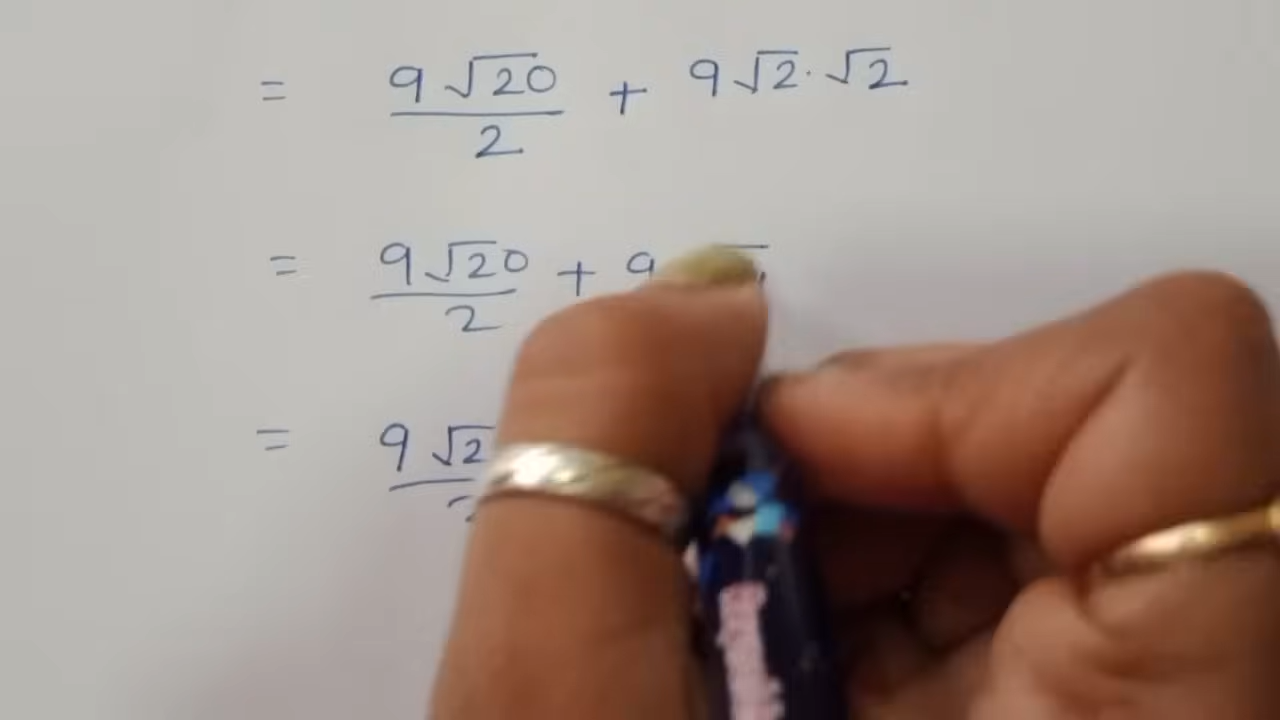 = 9√20/2 + 9√2·√2
= 9√20/2 + 9
= 9√2